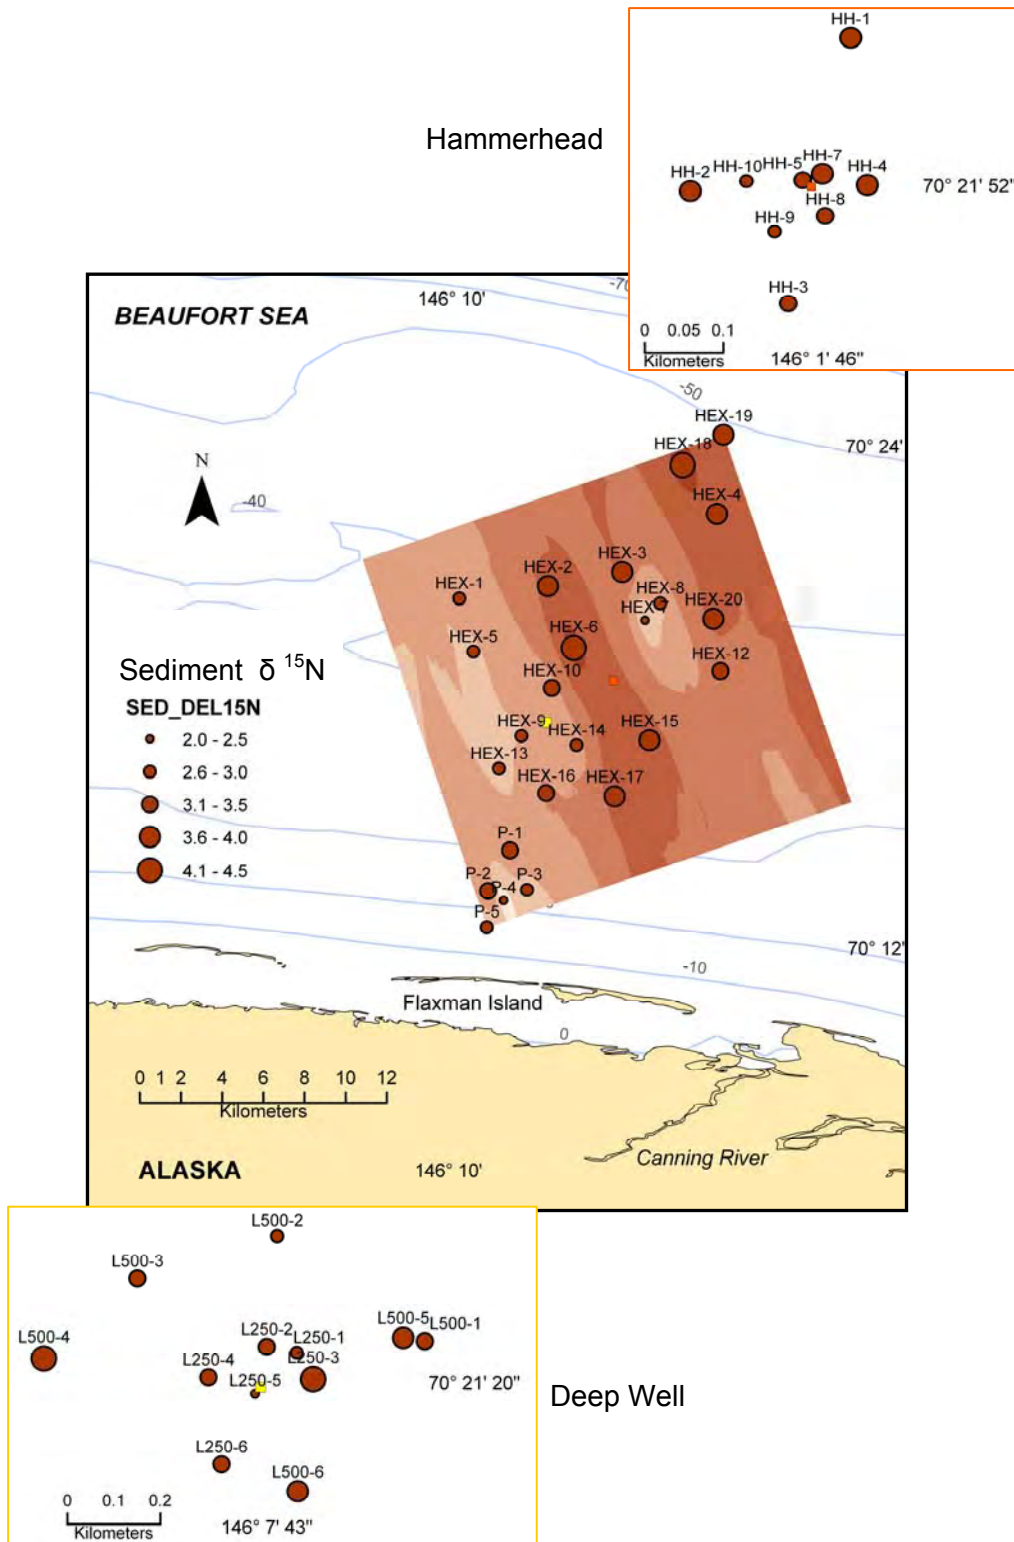 HH-1
Hammerhead
HH-10
HH-5
HH-7
HH-2
HH-4
70° 21' 52"
HH-8
HH-9
HH-3
0 0.05 0.1
Kilometers
146° 1' 46"
BEAUFORT SEA
146° 10'
-50
HEX-19
HEX-18
70° 24'
N
-40
HEX-4
HEX-3
HEX-2
HEX-1
HEX-8
HEX-7
HEX-20
HEX-6
HEX-5
HEX-12
HEX-10
Sediment δ 15N
SED_DEL15N
2.0 - 2.5
2.6 - 3.0
3.1 - 3.5
3.6 - 4.0
4.1 - 4.5
HEX-9
HEX-14
HEX-15
HEX-13
HEX-16
HEX-17
P-1
P-2
P-3
P-4
P-5
70° 12'
-10
Flaxman Island
0
0 1 2 4 6 8 10 12
Kilometers
ALASKA
146° 10'
Canning River
L500-2
L500-3
L500-4
L250-2
L250-1
L500-5
L500-1
L250-4
L250-3
L250-5
70° 21' 20"
Deep Well
L250-6
L500-6
0 0.1 0.2
Kilometers
146° 7' 43"